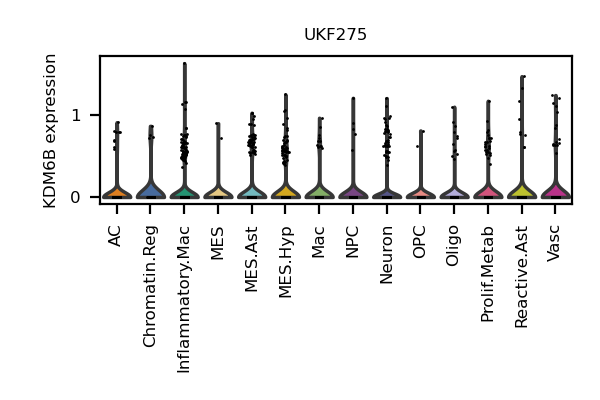 UKF275
KDM6B expression
1
0
AC
Chromatin.Reg
Inflammatory.Mac
MES
MES.Ast
MES.Hyp
Mac
NPC
Neuron
OPC
Oligo
Prolif.Metab
Reactive.Ast
Vasc